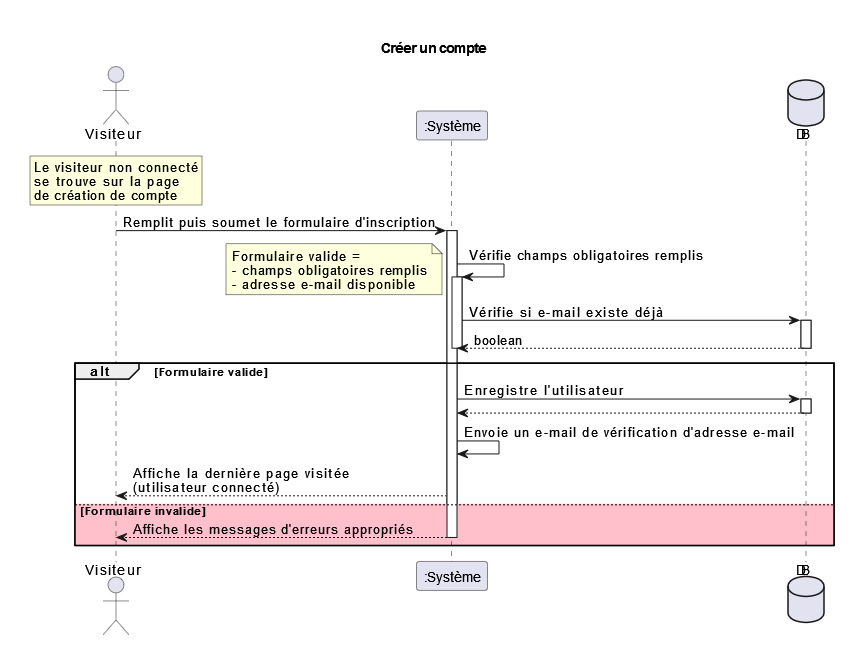 Créer un compte
Visiteur
:Système
B
Le visiteur non connecté
se trouve sur la page
de création de compte
Remplit puis soumet le formulaire d'inscription
Formulaire valide =
- champs obligatoires remplis
- adresse e-mail disponible
Vérifie champs obligatoires remplis
Vérifie si e-mail existe déjà
boolean
alt
[Formulaire valide]
Enregistre l'utilisateur
Envoie un e-mail de vérification d'adresse e-mail
Affiche la dernière page visitée
(utilisateur connecté)
[Formulaire invalide]
Affiche les messages d'erreurs appropriés
Visiteur
:Système
B